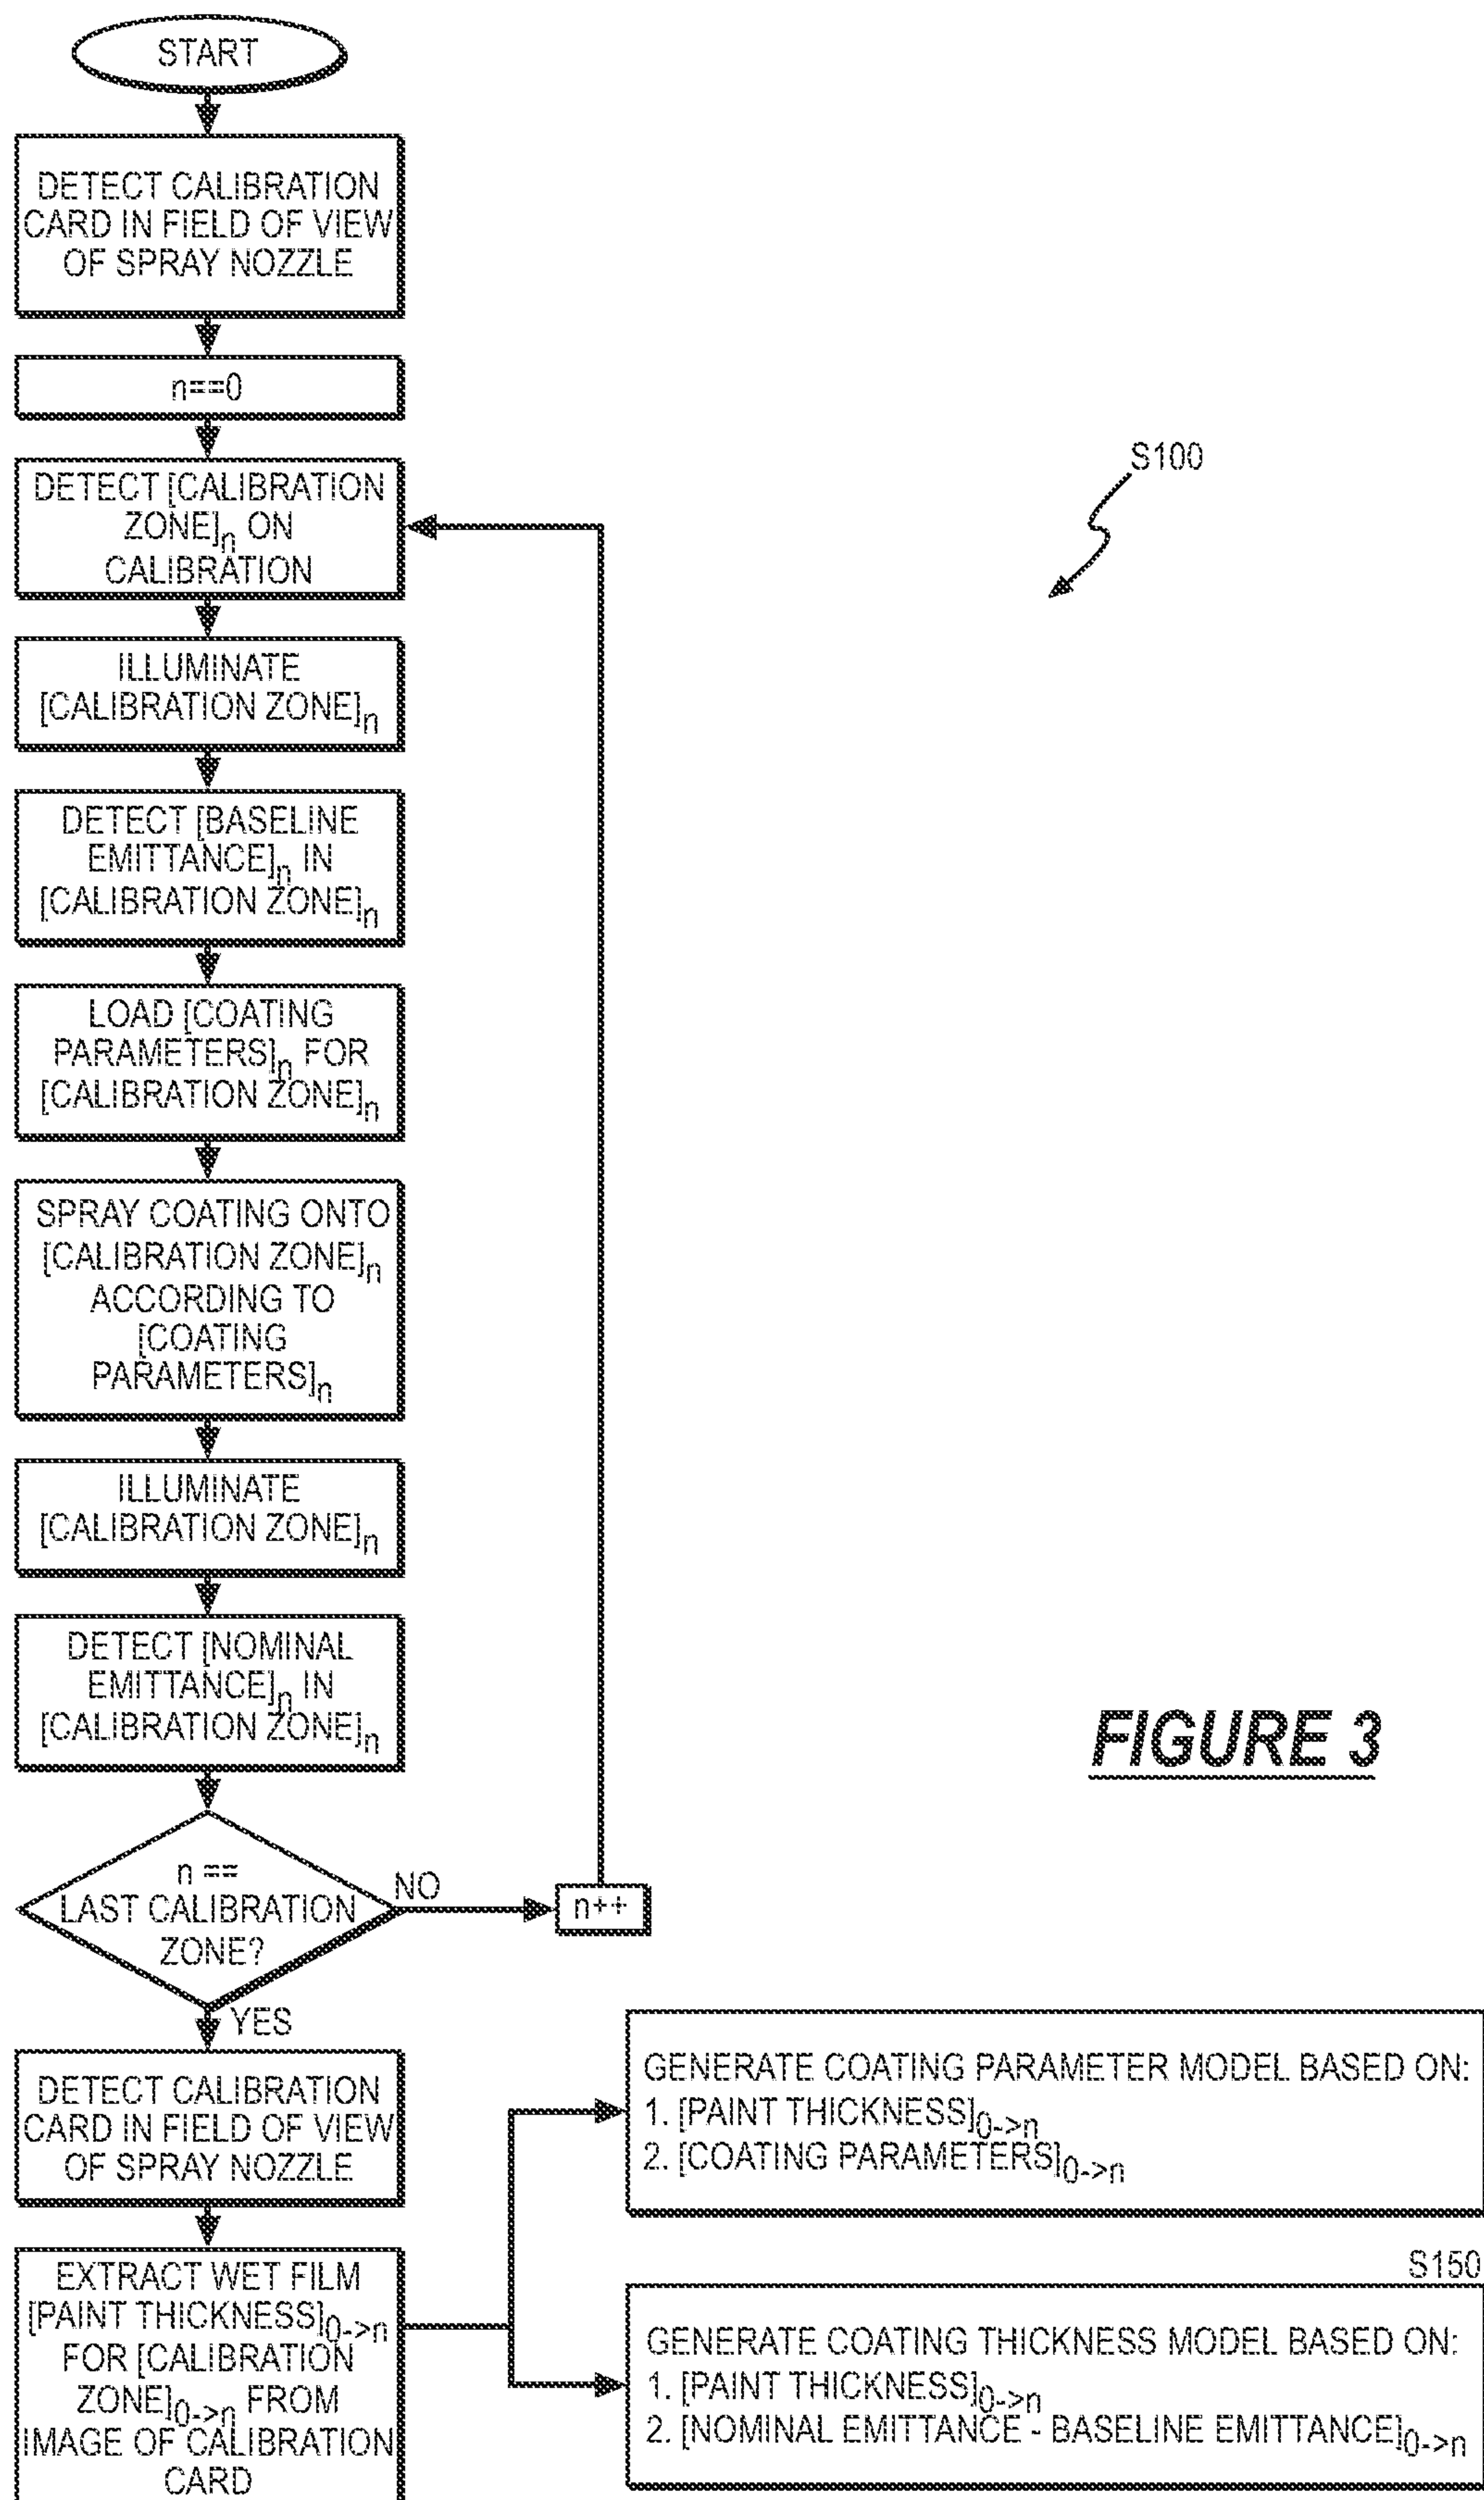 START
DETECT CALIBRATION
CARD IN FIELD OF VIEW
OF SPRAY NOZZLE
n==0
DETECT [CALIBRATION
ZONE]n ON
CALIBRATION
S100
ILLUMINATE
[CALIBRATION ZONE]n
DETECT [BASELINE
EMITTANCE]n IN
[CALIBRATION ZONE]n
LOAD [COATING
PARAMETERS]n FOR
[CALIBRATION ZONE]n
SPRAY COATING ONTO
[CALIBRATION ZONE]n
ACCORDING TO
[COATING
PARAMETERS]n
ILLUMINATE
[CALIBRATION ZONE]n
DETECT [NOMINAL
EMITTANCE]n IN
[CALIBRATION ZONE]n
FIGURE 3
n ==
LAST CALIBRATION
ZONE?
NO
n++
YES
DETECT CALIBRATION
CARD IN FIELD OF VIEW
OF SPRAY NOZZLE
EXTRACT WET FILM
[PAINT THICKNESS]0->n
FOR [CALIBRATION
ZONE]0->n FROM
IMAGE OF CALIBRATION
CARD
GENERATE COATING PARAMETER MODEL BASED ON:
1. [PAINT THICKNESS]0->n
2. [COATING PARAMETERS]0->n
S150
GENERATE COATING THICKNESS MODEL BASED ON:
1. [PAINT THICKNESS]0->n
2. [NOMINAL EMITTANCE - BASELINE EMITTANCE]0->n